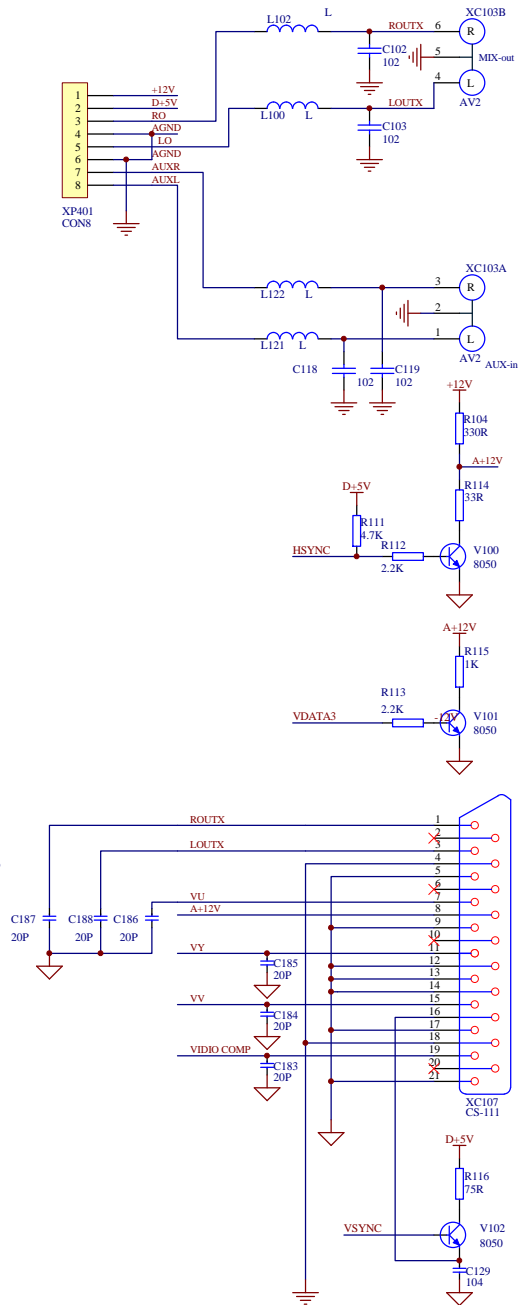 L102 L ROUTX 6 XC103B
R
C102
102
5
MIX-out
4
L
AV2
L100 L LOUTX
C103
102
1 +12V
2 D+5V
3 RO
4 AGND
5 LO
6 AGND
7 AUXR
8 AUXL
XP401
CON8
XC103A
3
R
L122 L
2
1
L
L121 L
AV2
AUX-in
C118
102
C119
102
+12V
R104
330R
A+12V
R114
33R
D+5V
R111
4.7K
HSYNC
R112
2.2K
V100
8050
A+12V
R115
1K
R113
2.2K
VDATA3
-12V
V101
8050
ROUTX 1
2
LOUTX 3
4
5
6
VU 7
A+12V 8
9
10
VY 11
12
13
14
VV 15
16
17
18
VIDIO COMP 19
20
21
C187
20P
C188
20P
C186
20P
C185
20P
C184
20P
C183
20P
XC107
CS-111
D+5V
R116
75R
VSYNC
V102
8050
C129
104